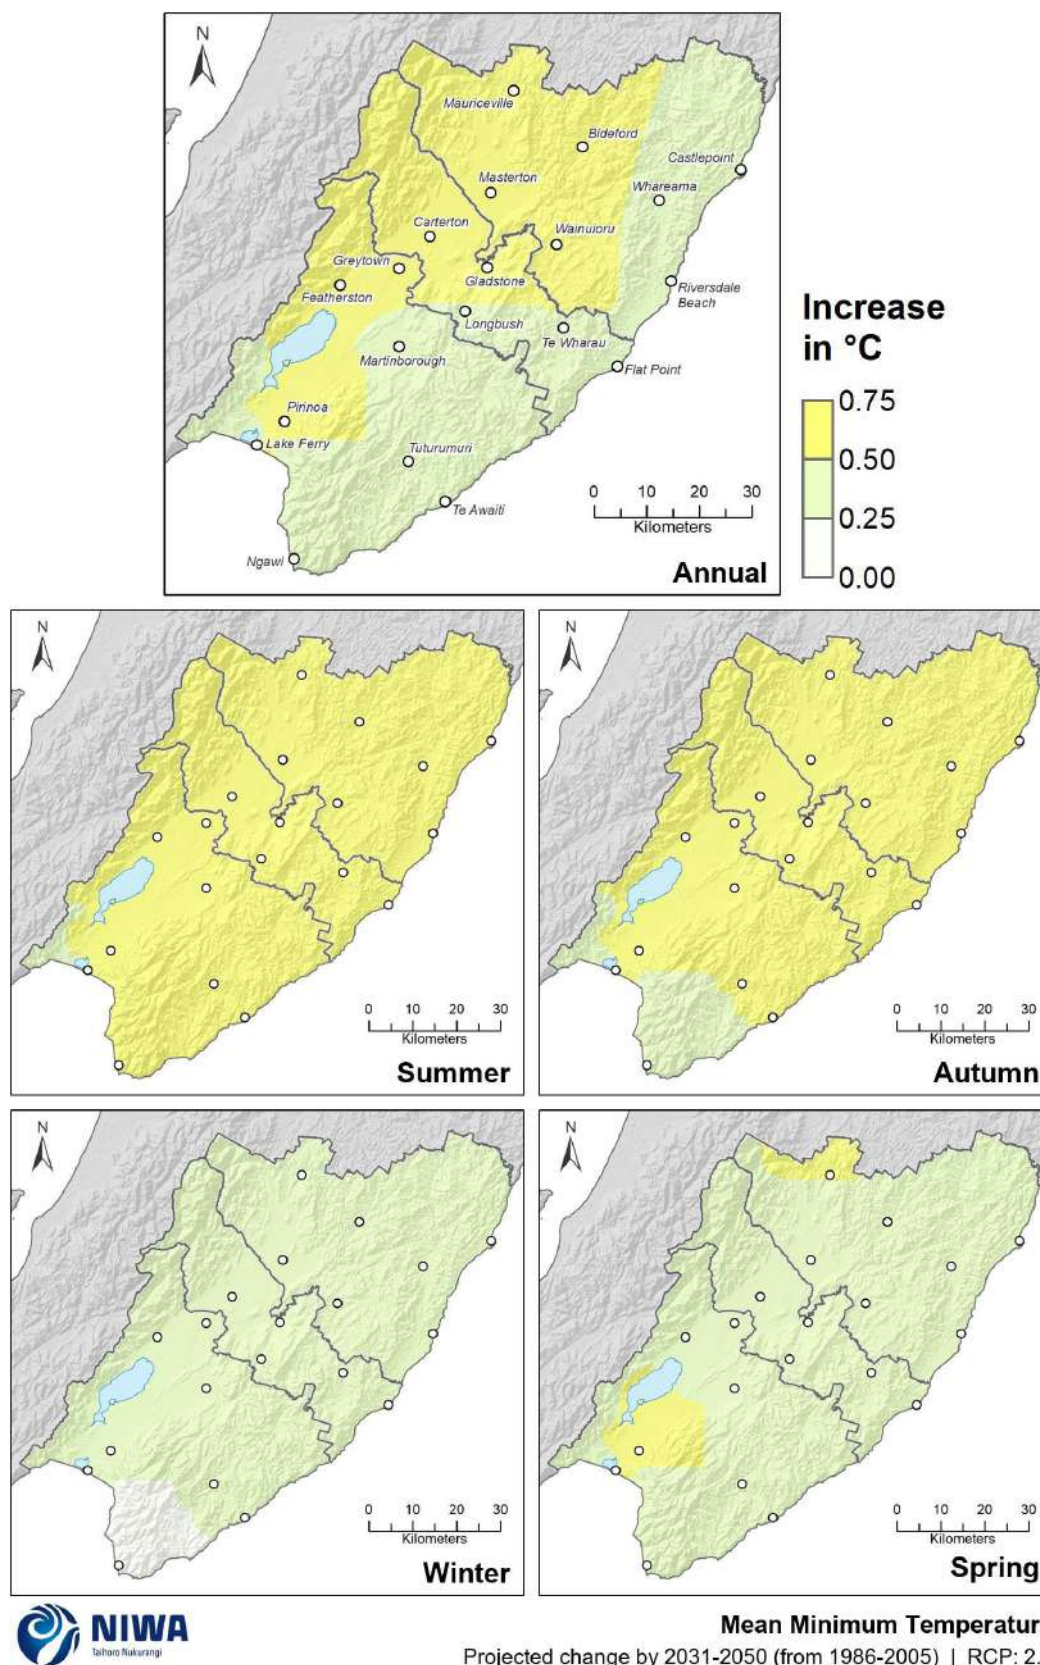 N
Mauriceville
Bideford
Castlepoint
Masterton
Whareama
Carterton
Wainuioru
Greytown
Gladstone
Featherston
Riversdale
Beach
Longbush
Te Wharau
Martinborough
Flat Point
Pirinoa
Lake Ferry
Tuturumuri
Te Awaiti
Ngawi
0 10 20 30
Kilometers
Annual
Increase
in °C
0.75
0.50
0.25
0.00
N
0 10 20 30
Kilometers
Summer
N
0 10 20 30
Kilometers
Autumn
N
0 10 20 30
Kilometers
Winter
N
0 10 20 30
Kilometers
Spring
NIWA
Taihoro Nukurangi
Mean Minimum Temperatur
Projected change by 2031-2050 (from 1986-2005) | RCP: 2.